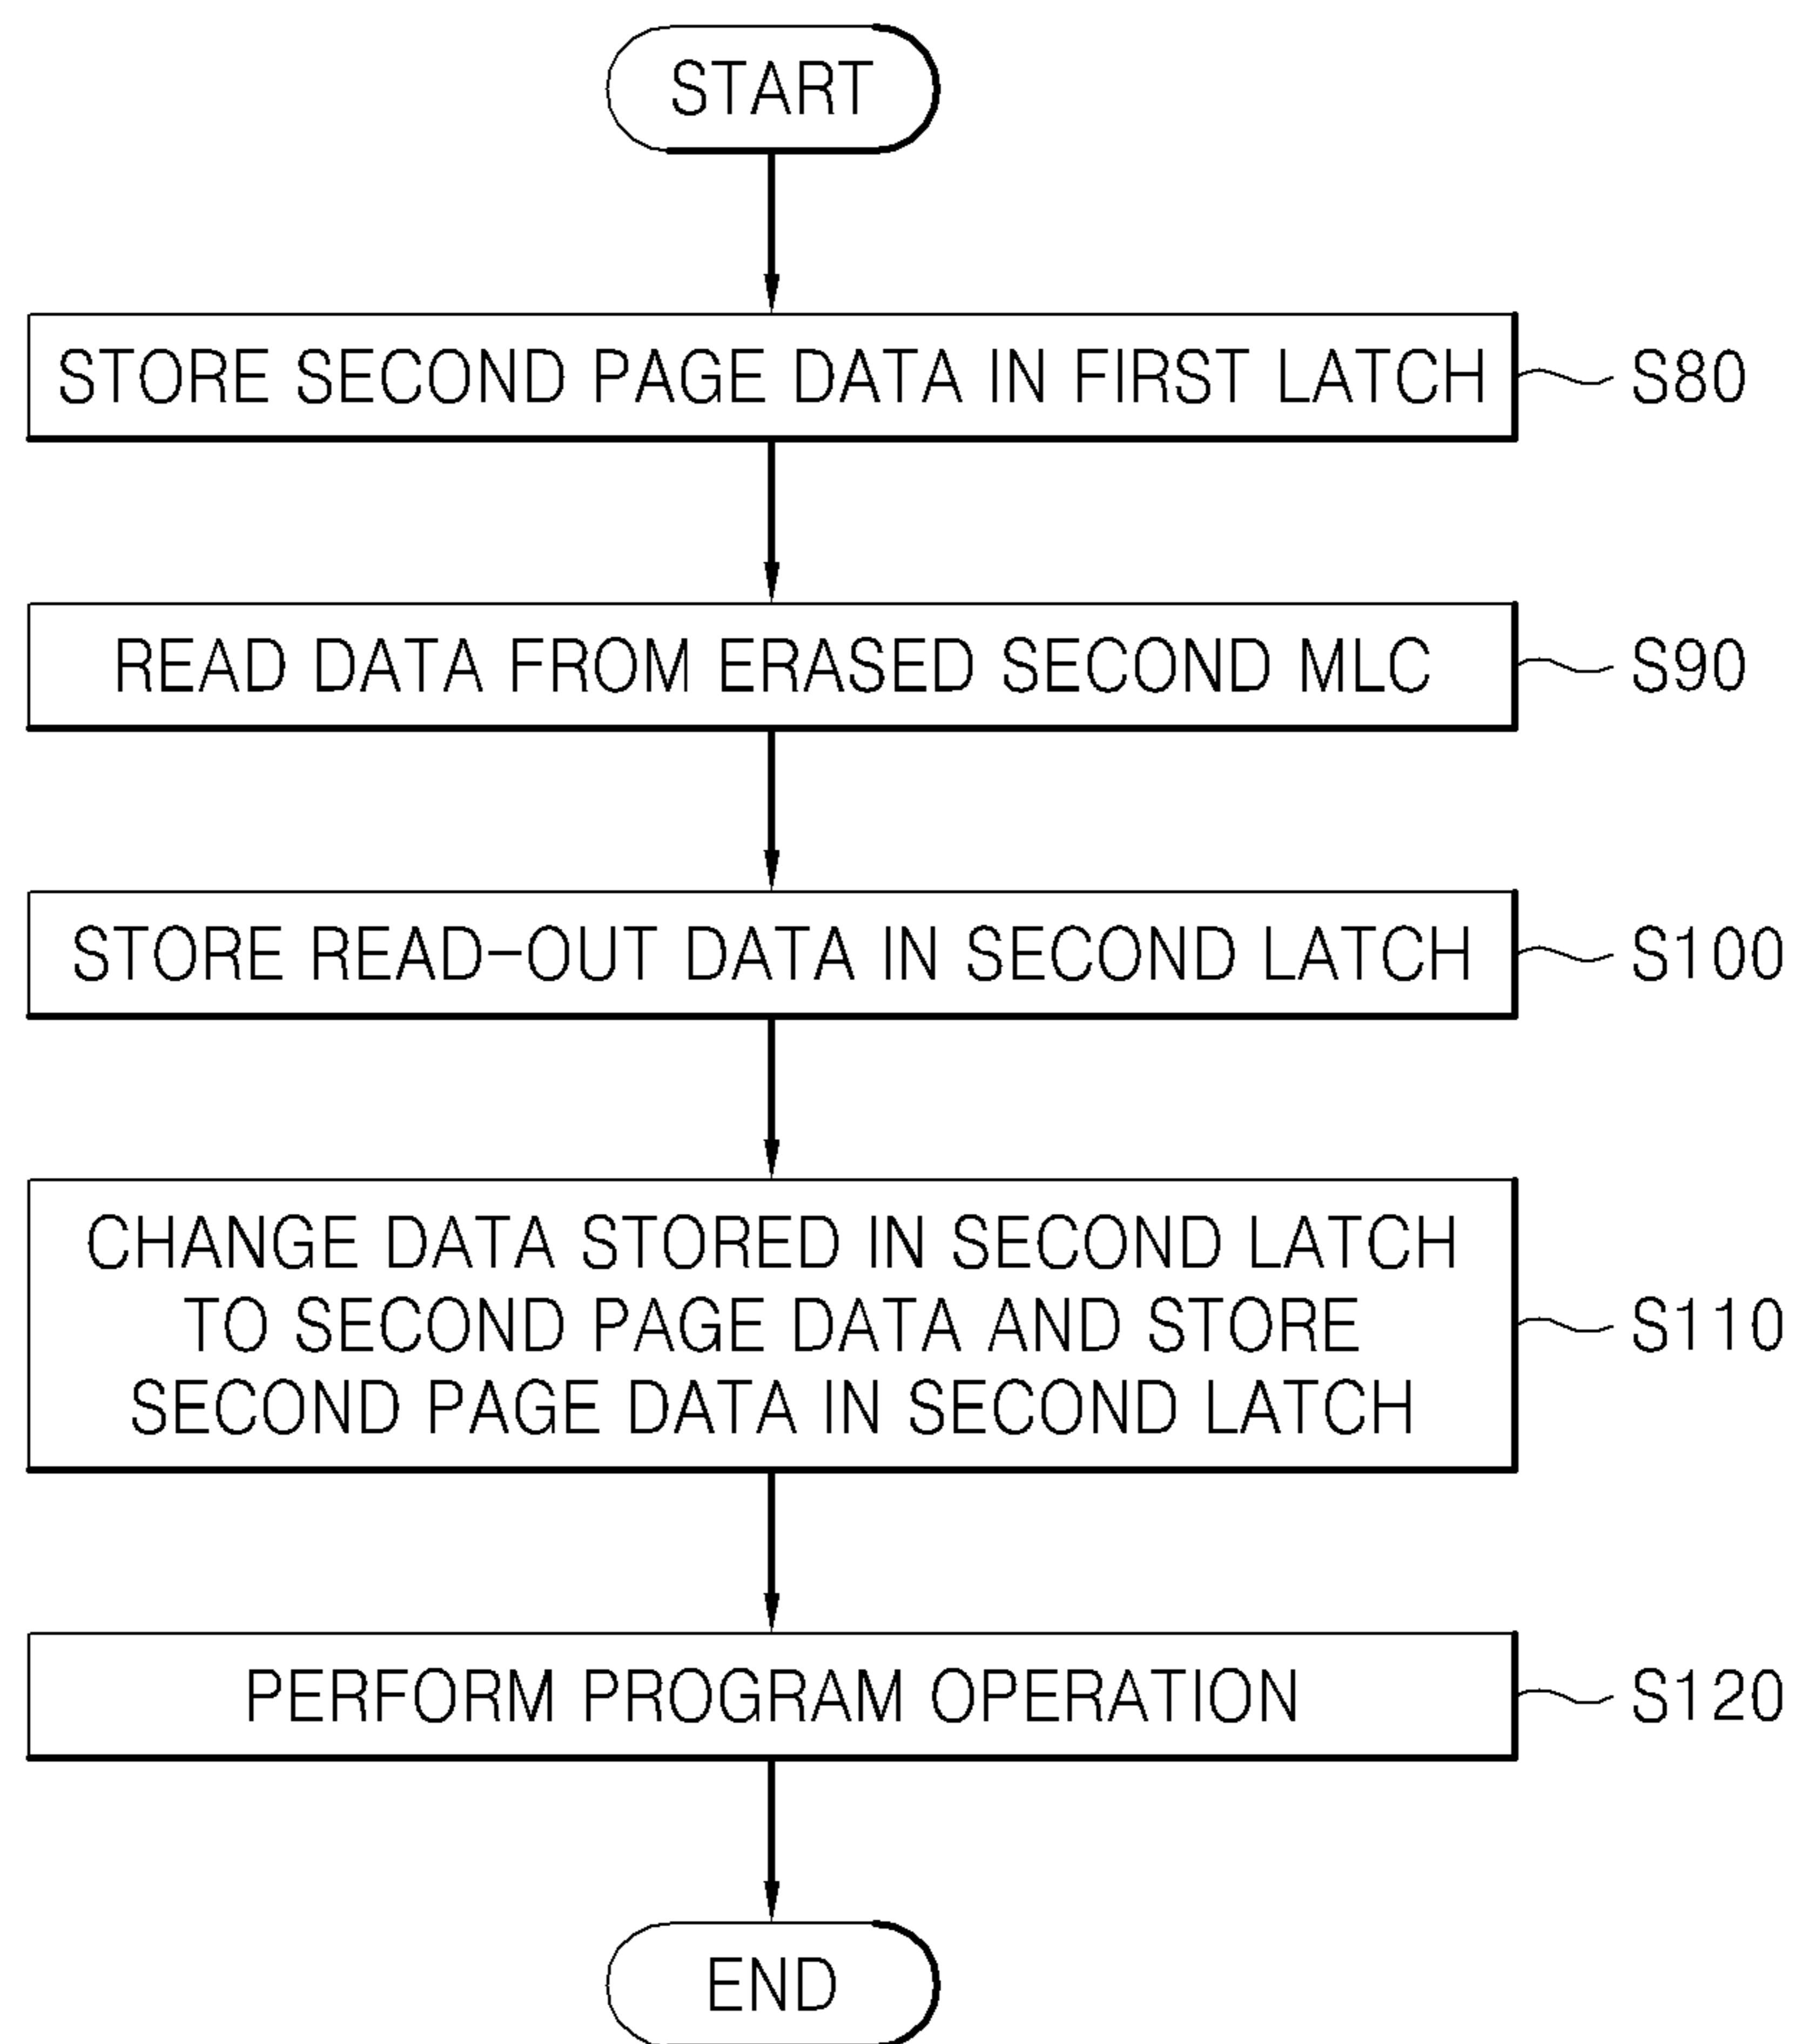 START
STORE SECOND PAGE DATA IN FIRST LATCH
S80
READ DATA FROM ERASED SECOND MLC
S90
STORE READ-OUT DATA IN SECOND LATCH
S100
CHANGE DATA STORED IN SECOND LATCH
TO SECOND PAGE DATA AND STORE
SECOND PAGE DATA IN SECOND LATCH
S110
PERFORM PROGRAM OPERATION
S120
END